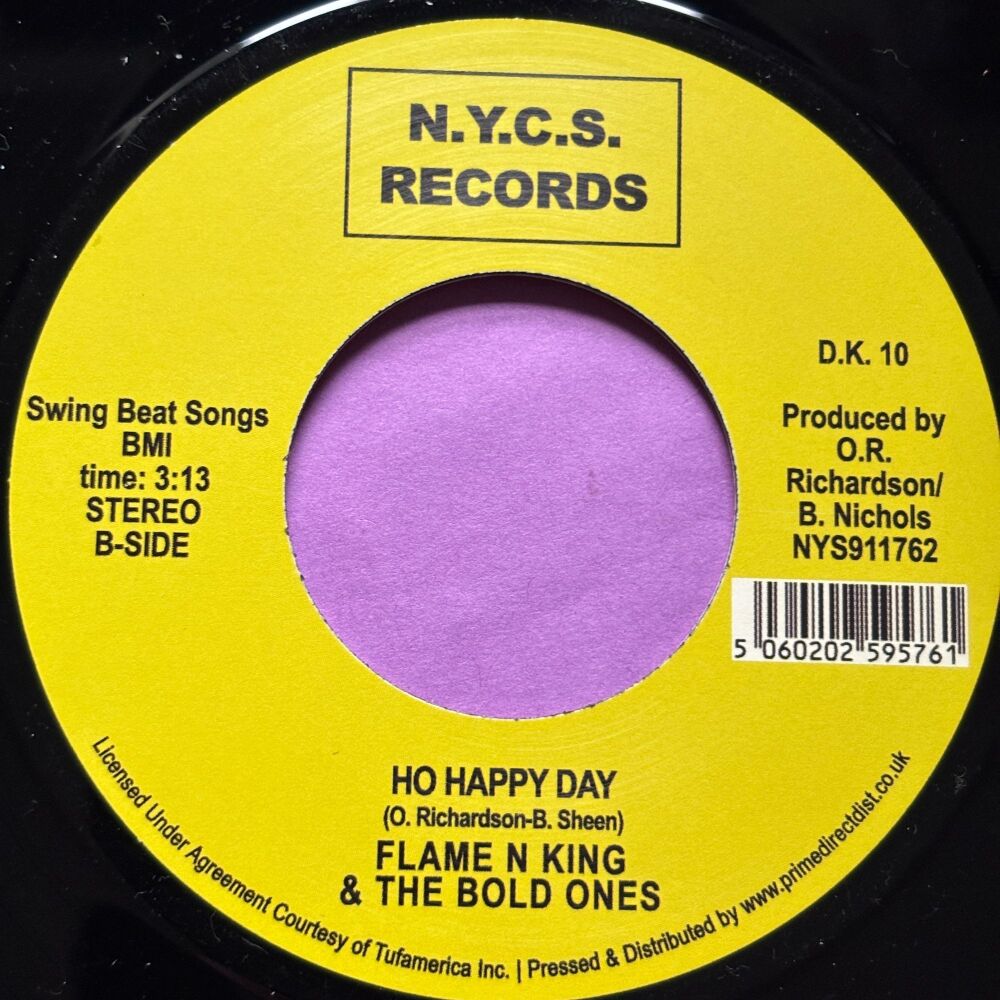 N.Y.C.S.
RECORDS
D.K. 10
Swing Beat Songs
BMI
time: 3:13
STEREO
B-SIDE
Produced by
O.R.
Richardson/
B. Nichols
NYS911762
5 060202 595761
HO HAPPY DAY
(O. Richardson-B. Sheen)
FLAME N KING
& THE BOLD ONES
Licensed Under Agreement Courtesy of Tufamerica Inc. | Pressed & Distributed by www.primedirectdist.co.uk